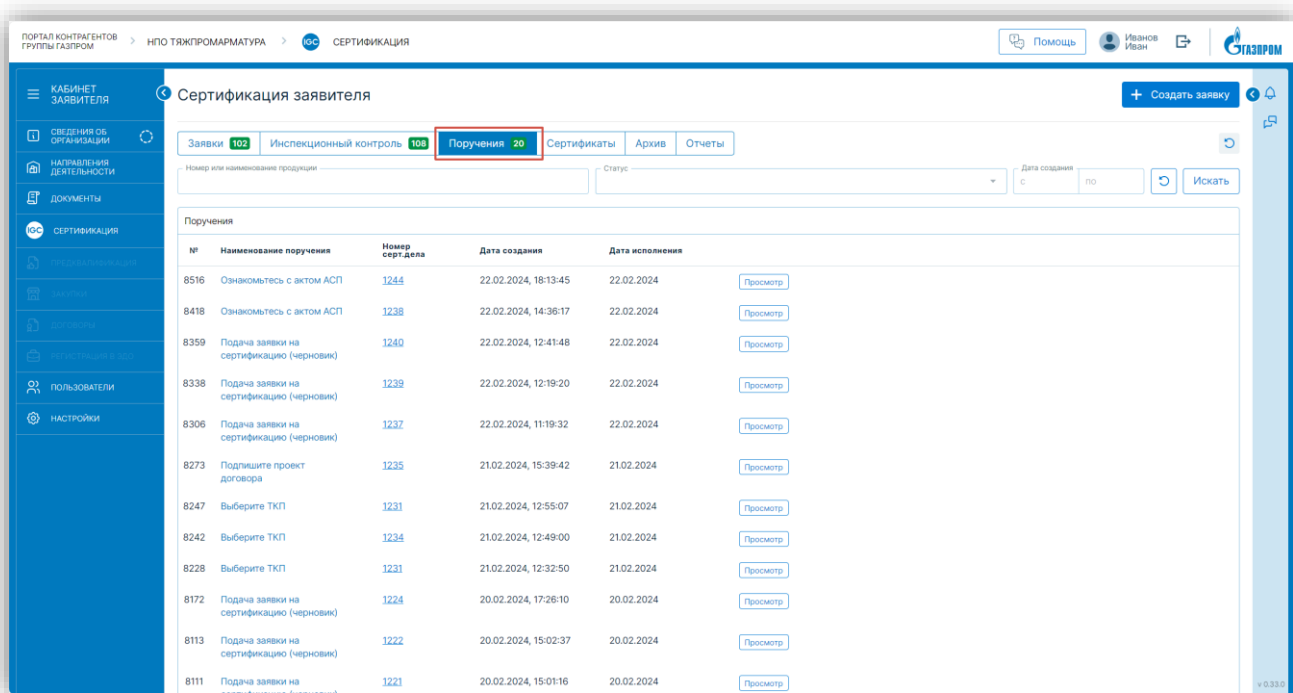 ПОРТАЛ КОНТРАГЕНТОВ
ГРУППЫ ГАЗПРОМ
> НПО ТЯЖПРОМАРМАТУРА > IGC СЕРТИФИКАЦИЯ
Помощь
Иванов
Иван
ГАЗПРОМ
КАБИНЕТ
ЗАЯВИТЕЛЯ
СВЕДЕНИЯ ОБ
ОРГАНИЗАЦИИ
НАПРАВЛЕНИЯ
ДЕЯТЕЛЬНОСТИ
ДОКУМЕНТЫ
IGC СЕРТИФИКАЦИЯ
ПРЕДКВАЛИФИКАЦИЯ
ЗАКУПКИ
ДОГОВОРЫ
РЕГИСТРАЦИЯ В ЭДО
ПОЛЬЗОВАТЕЛИ
НАСТРОЙКИ
Сертификация заявителя
+ Создать заявку
Заявки 102 Инспекционный контроль 108 Поручения 20 Сертификаты Архив Отчеты
Номер или наименование продукции Статус Дата создания
с по Искать
Поручения
№ Наименование поручения Номер серт.дела Дата создания Дата исполнения
8516 Ознакомьтесь с актом АСП 1244 22.02.2024, 18:13:45 22.02.2024 Просмотр
8418 Ознакомьтесь с актом АСП 1238 22.02.2024, 14:36:17 22.02.2024 Просмотр
8359 Подача заявки на 1240 22.02.2024, 12:41:48 22.02.2024 Просмотр
сертификацию (черновик)
8338 Подача заявки на 1239 22.02.2024, 12:19:20 22.02.2024 Просмотр
сертификацию (черновик)
8306 Подача заявки на 1237 22.02.2024, 11:19:32 22.02.2024 Просмотр
сертификацию (черновик)
8273 Подпишите проект 1235 21.02.2024, 15:39:42 21.02.2024 Просмотр
договора
8247 Выберите ТКП 1231 21.02.2024, 12:55:07 21.02.2024 Просмотр
8242 Выберите ТКП 1234 21.02.2024, 12:49:00 21.02.2024 Просмотр
8228 Выберите ТКП 1231 21.02.2024, 12:32:50 21.02.2024 Просмотр
8172 Подача заявки на 1224 20.02.2024, 17:26:10 20.02.2024 Просмотр
сертификацию (черновик)
8113 Подача заявки на 1222 20.02.2024, 15:02:37 20.02.2024 Просмотр
сертификацию (черновик)
8111 Подача заявки на 1221 20.02.2024, 15:01:16 20.02.2024 Просмотр
v 0.33.0